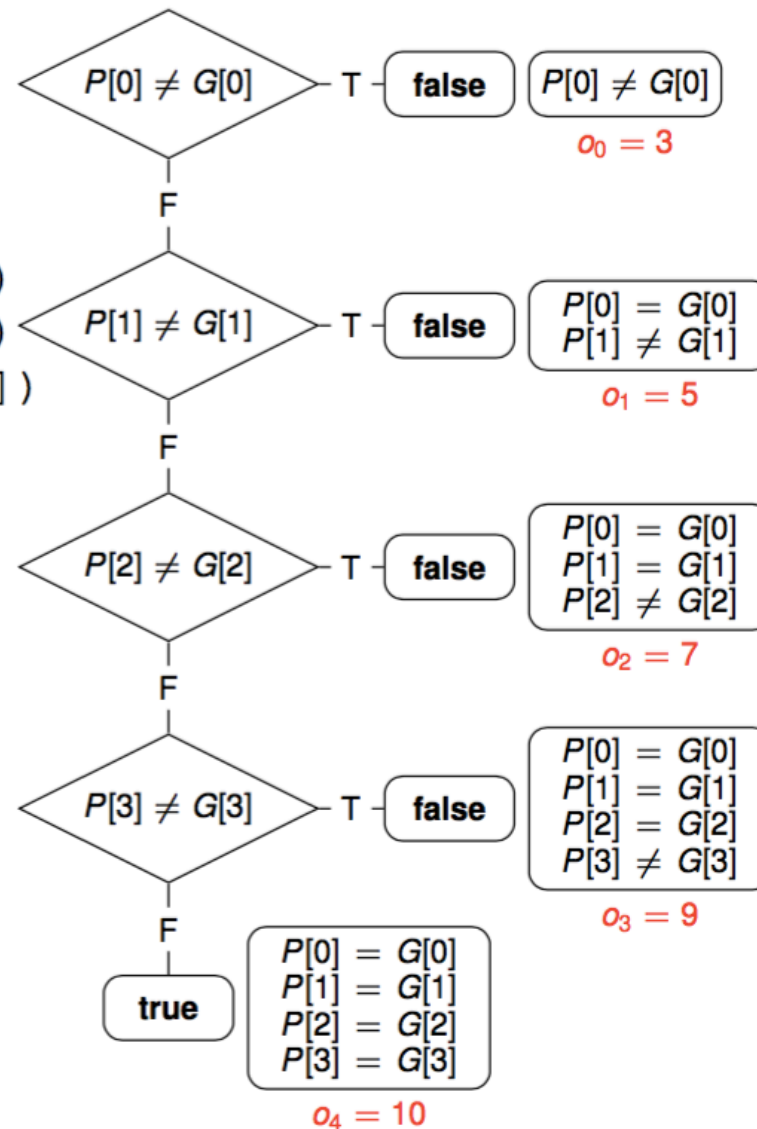 P[0] ≠ G[0] T false P[0] ≠ G[0]
o₀ = 3
F
)
)
] )
P[1] ≠ G[1] T false
P[0] = G[0]
P[1] ≠ G[1]
o₁ = 5
F
P[2] ≠ G[2] T false
P[0] = G[0]
P[1] = G[1]
P[2] ≠ G[2]
o₂ = 7
F
P[3] ≠ G[3] T false
P[0] = G[0]
P[1] = G[1]
P[2] = G[2]
P[3] ≠ G[3]
o₃ = 9
F
true
P[0] = G[0]
P[1] = G[1]
P[2] = G[2]
P[3] = G[3]
o₄ = 10